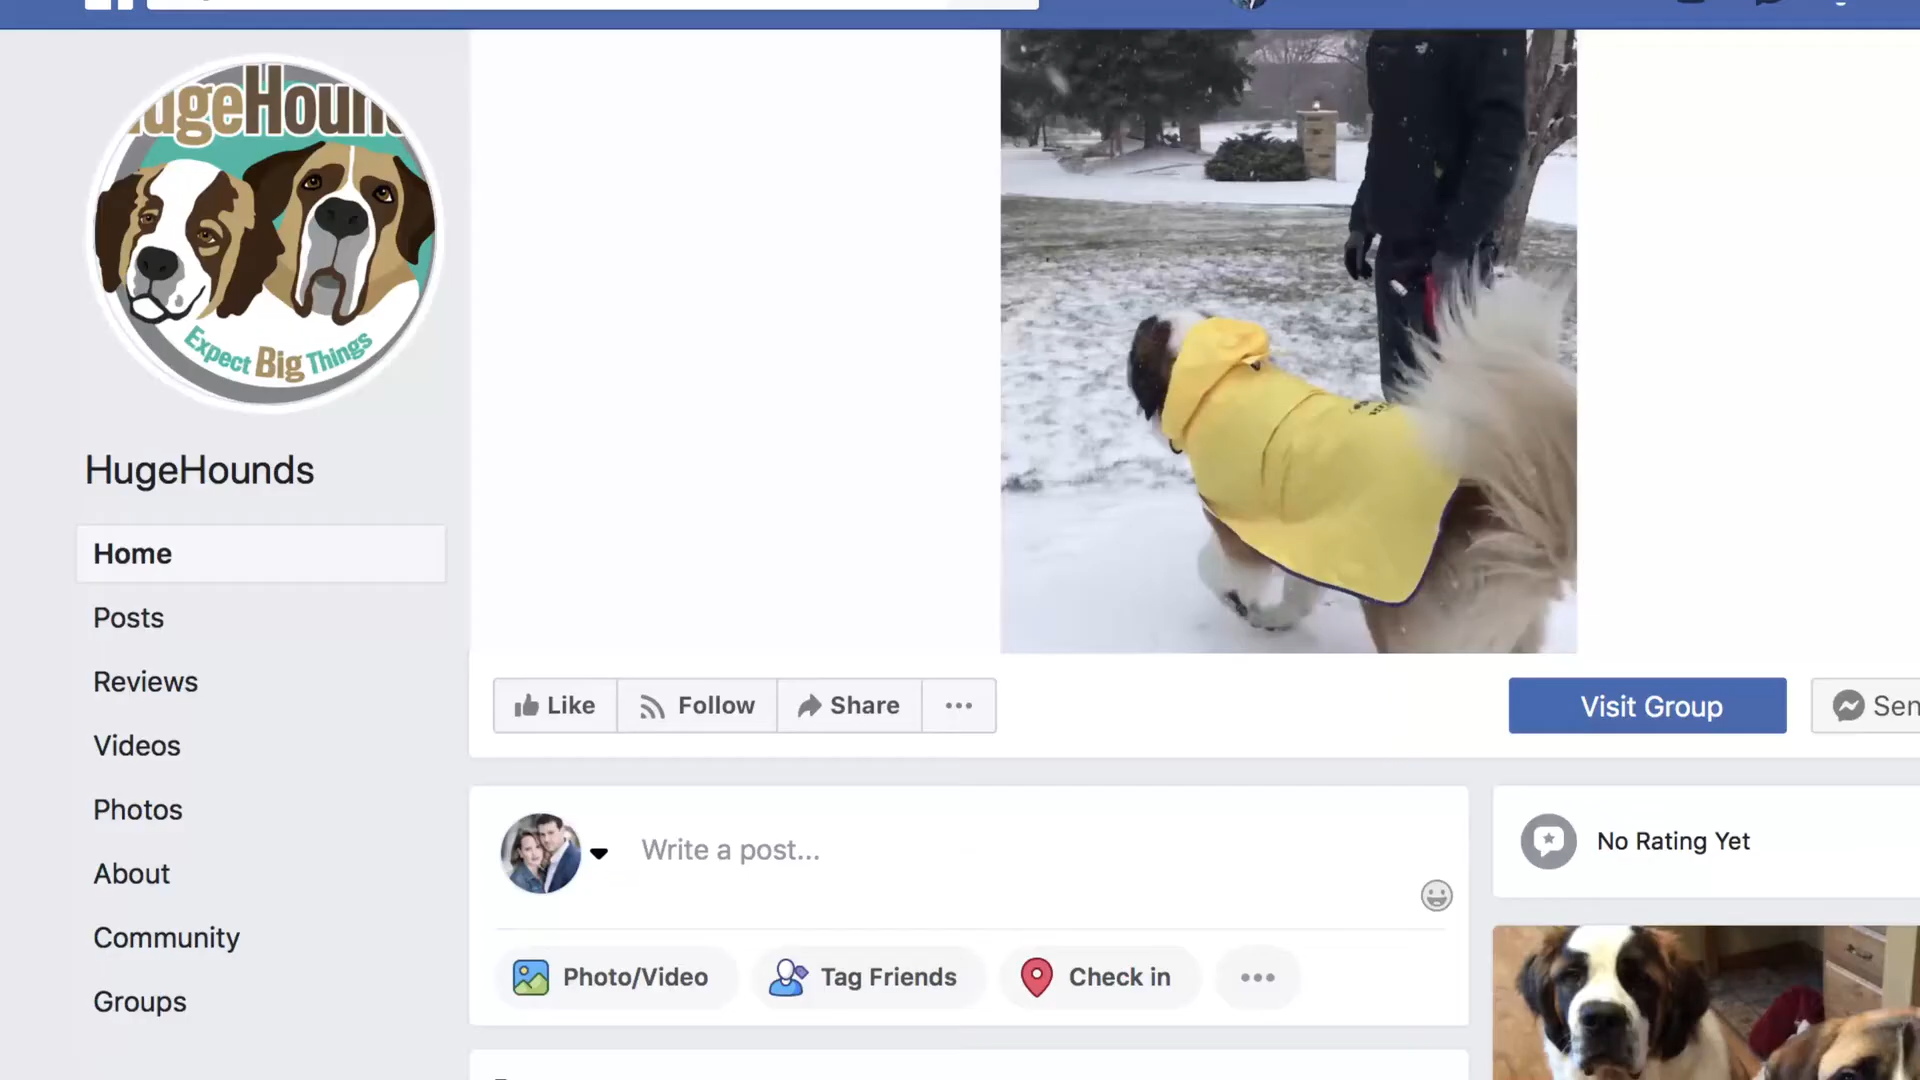 HugeHoun
Expect Big Things
HugeHounds
Home
Posts
Reviews
Videos
Photos
About
Community
Groups
Like
Follow
Share
Visit Group
Sen
Write a post...
No Rating Yet
Photo/Video
Tag Friends
Check in